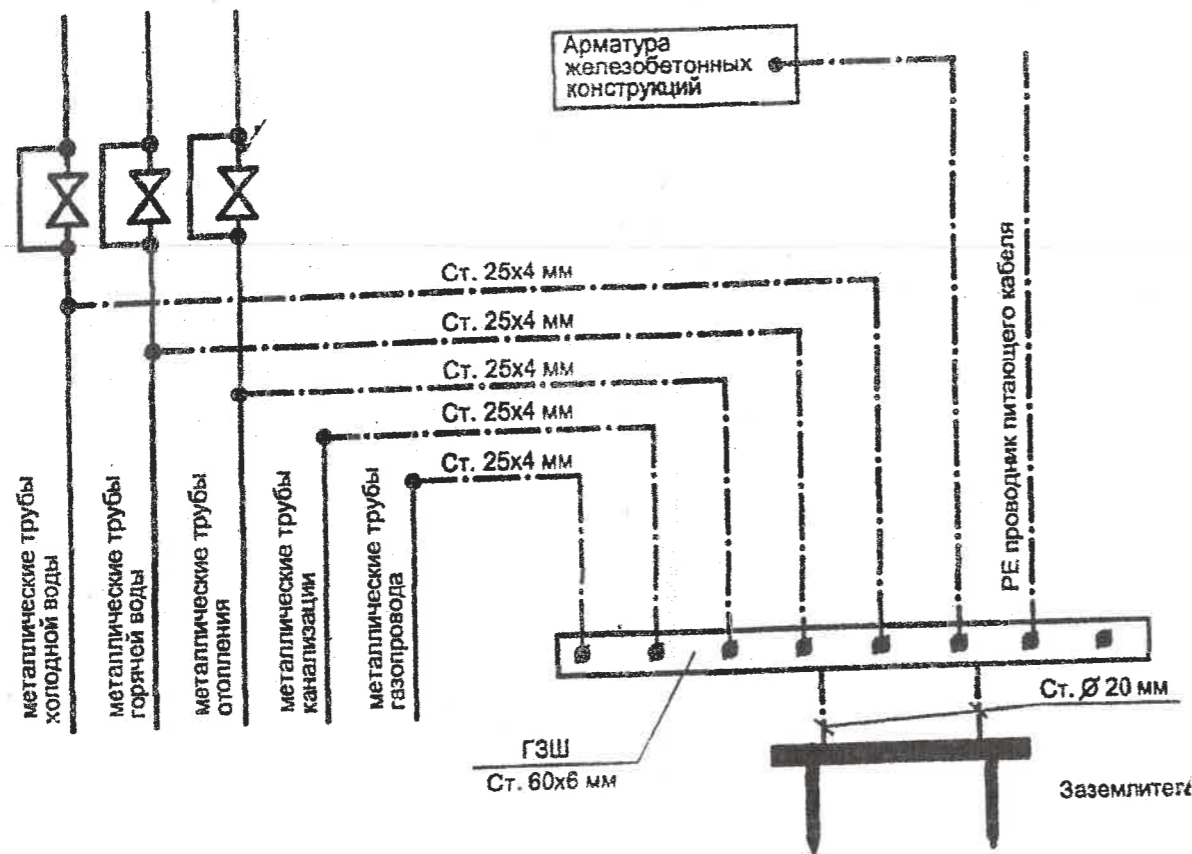 Арматура
железобетонных
конструкций
Ст. 25х4 мм
Ст. 25х4 мм
Ст. 25х4 мм
Ст. 25х4 мм
Ст. 25х4 мм
металлические трубы
холодной воды
металлические трубы
горячей воды
металлические трубы
отопления
металлические трубы
канализации
металлические трубы
газопровода
РЕ проводник питающего кабеля
ГЗШ
Ст. 60х6 мм
Ст. Ø 20 мм
Заземлител